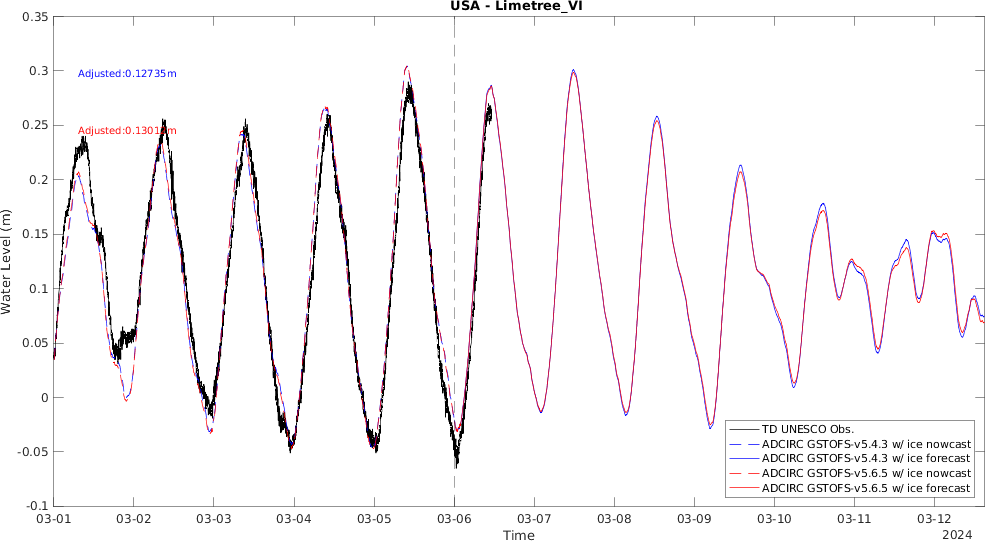 USA - Limetree_VI
0.35
0.3
0.25
0.2
0.15
0.1
0.05
0
-0.05
-0.1
Water Level (m)
Adjusted:0.12735m
TD UNESCO Obs.
ADCIRC GSTOFS-v5.4.3 w/ ice nowcast
ADCIRC GSTOFS-v5.4.3 w/ ice forecast
ADCIRC GSTOFS-v5.6.5 w/ ice nowcast
ADCIRC GSTOFS-v5.6.5 w/ ice forecast
03-01 03-02 03-03 03-04 03-05 03-06 03-07 03-08 03-09 03-10 03-11 03-12
Time
2024